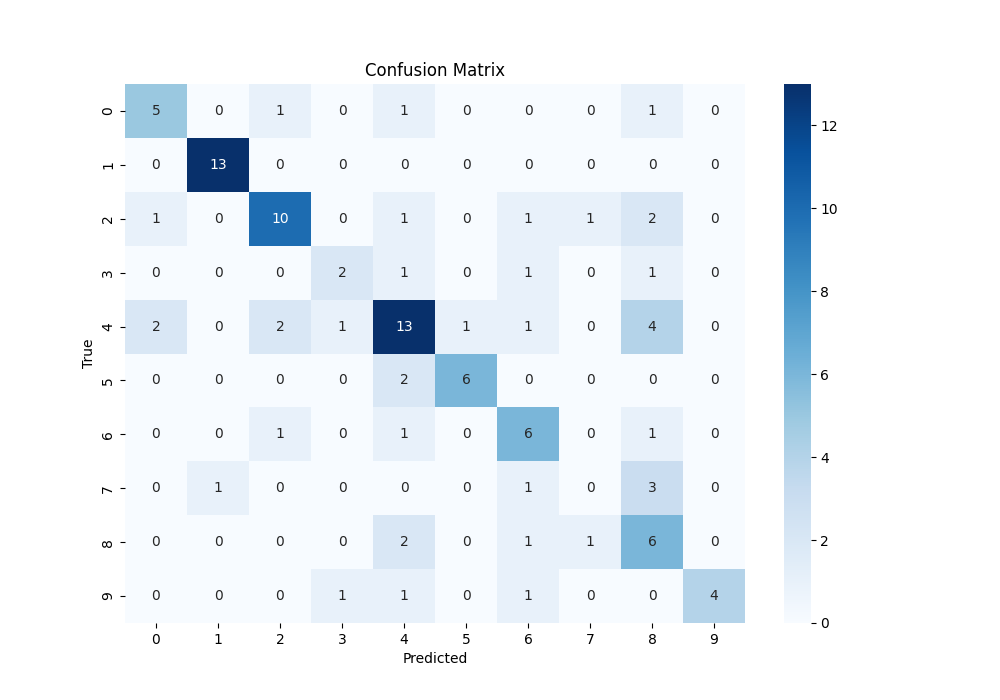 Confusion Matrix
0 5 0 1 0 1 0 0 0 1 0
1 0 13 0 0 0 0 0 0 0 0
2 1 0 10 0 1 0 1 1 2 0
3 0 0 0 2 1 0 1 0 1 0
4 2 0 2 1 13 1 1 0 4 0
5 0 0 0 0 2 6 0 0 0 0
6 0 0 1 0 1 0 6 0 1 0
7 0 1 0 0 0 0 1 0 3 0
8 0 0 0 0 2 0 1 1 6 0
9 0 0 0 1 1 0 1 0 0 4
0 1 2 3 4 5 6 7 8 9
Predicted
True
12
10
8
6
4
2
0